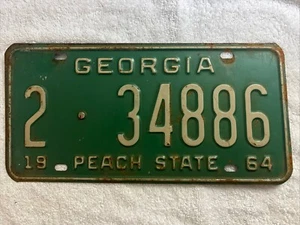 GEORGIA
2 · 34886
19 PEACH STATE 64